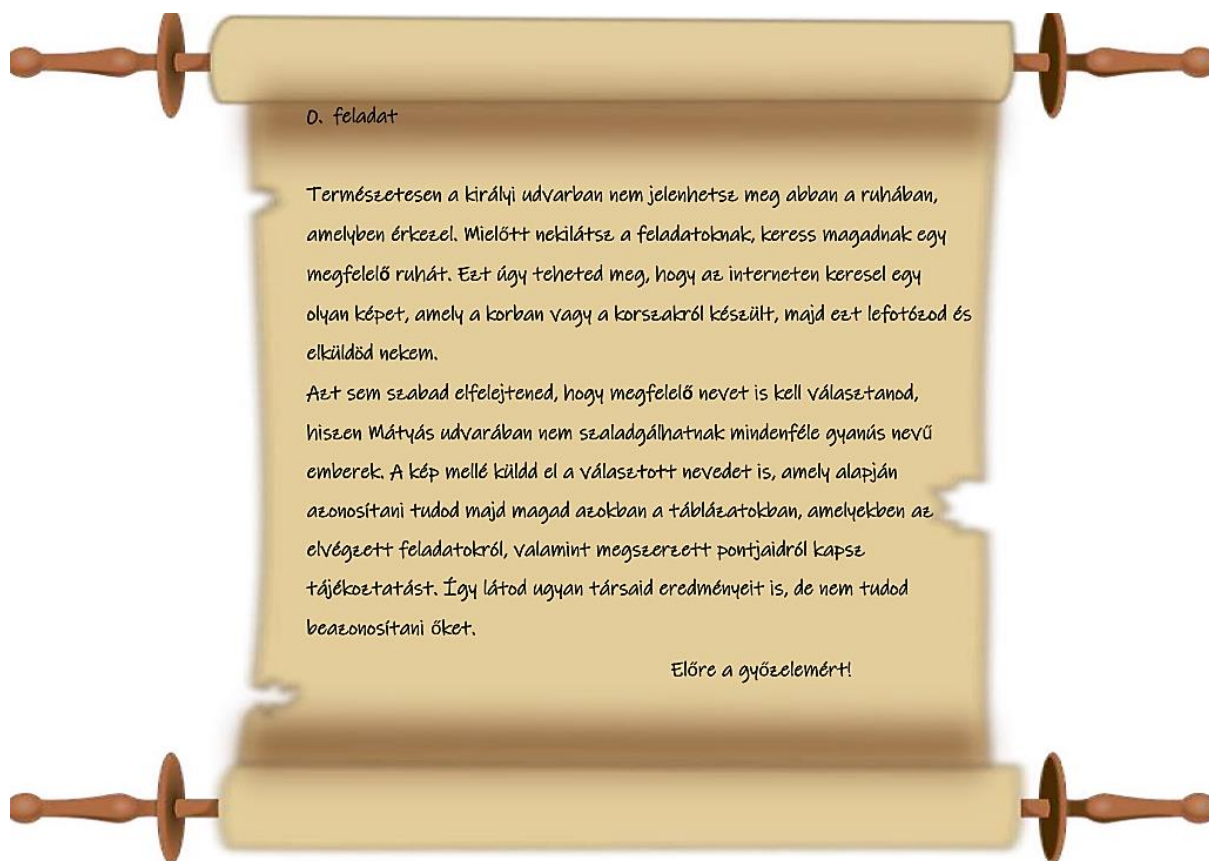 0. feladat
Természetesen a királyi udvarban nem jelenhetsz meg abban a ruhában,
amelyben érkezel. Mielőtt nekilátsz a feladatoknak, keress magadnak egy
megfelelő ruhát. Ezt úgy teheted meg, hogy az interneten keresel egy
olyan képet, amely a korban vagy a korszakról készült, majd ezt lefotózod és
elküldöd nekem.
Azt sem szabad elfelejtened, hogy megfelelő nevet is kell választanod,
hiszen Mátyás udvarában nem szaladgálhatnak mindenféle gyanús nevű
emberek. A kép mellé küldd el a választott nevedet is, amely alapján
azonosítani tudod majd magad azokban a táblázatokban, amelyekben az
elvégzett feladatokról, valamint megszerzett pontjaidról kapsz
tájékoztatást. Így látod ugyan társaid eredményeit is, de nem tudod
beazonosítani őket.
Előre a győzelemért!